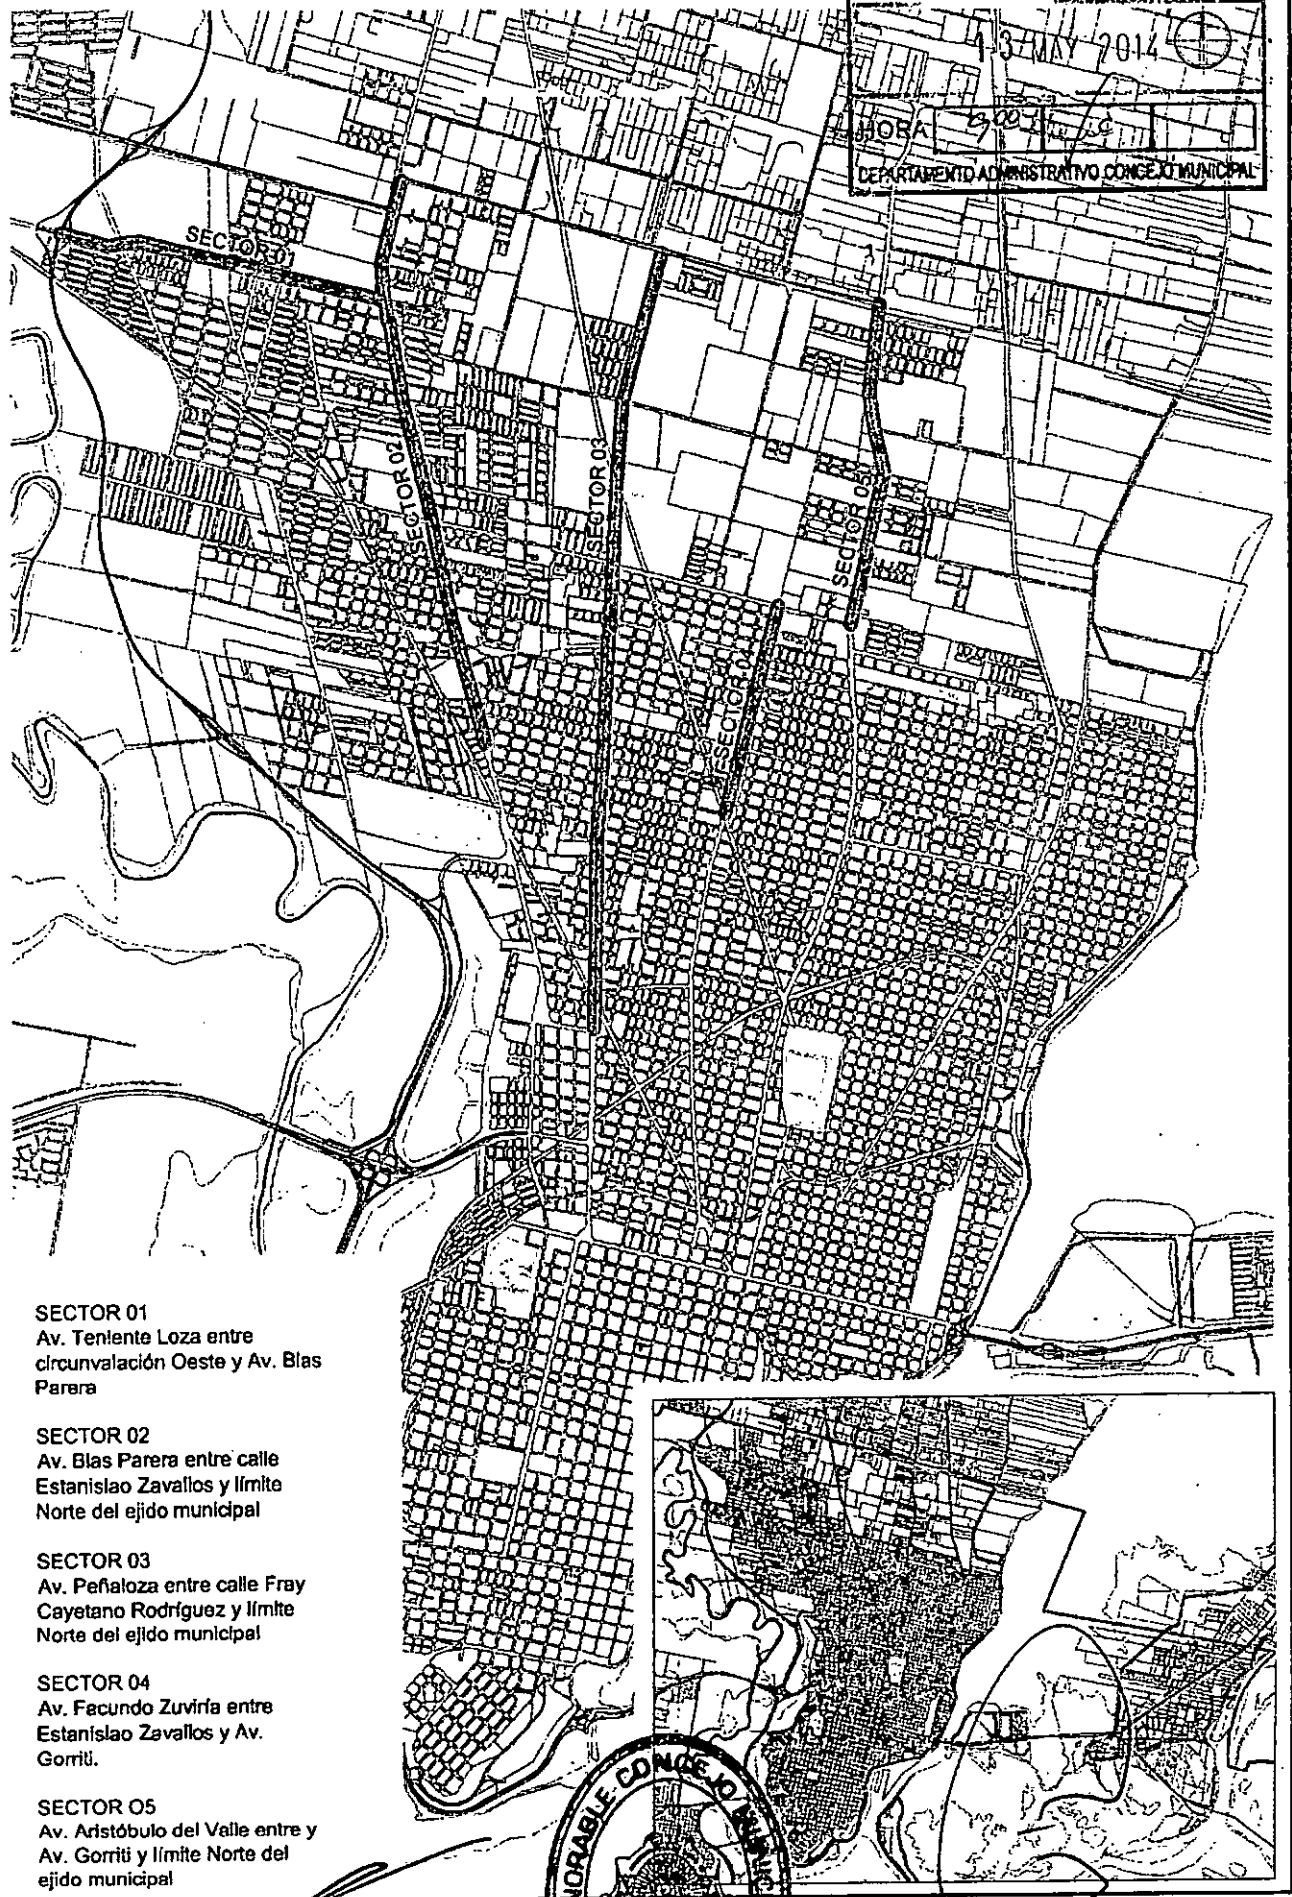 13 MAY 2014
HORA
DEPARTAMENTO ADMINISTRATIVO CONCEJO MUNICIPAL
SECTOR 01
SECTOR 02
SECTOR 03
SECTOR 05
SECTOR 04
SECTOR 01
Av. Teniente Loza entre
circunvalación Oeste y Av. Blas
Parera
SECTOR 02
Av. Blas Parera entre calle
Estanislao Zavallos y límite
Norte del ejido municipal
SECTOR 03
Av. Peñaloza entre calle Fray
Cayetano Rodríguez y límite
Norte del ejido municipal
SECTOR 04
Av. Facundo Zuviría entre
Estanislao Zavallos y Av.
Gorriti.
SECTOR O5
Av. Aristóbulo del Valle entre y
Av. Gorriti y límite Norte del
ejido municipal
ORABLE CONCEJO MUNIC